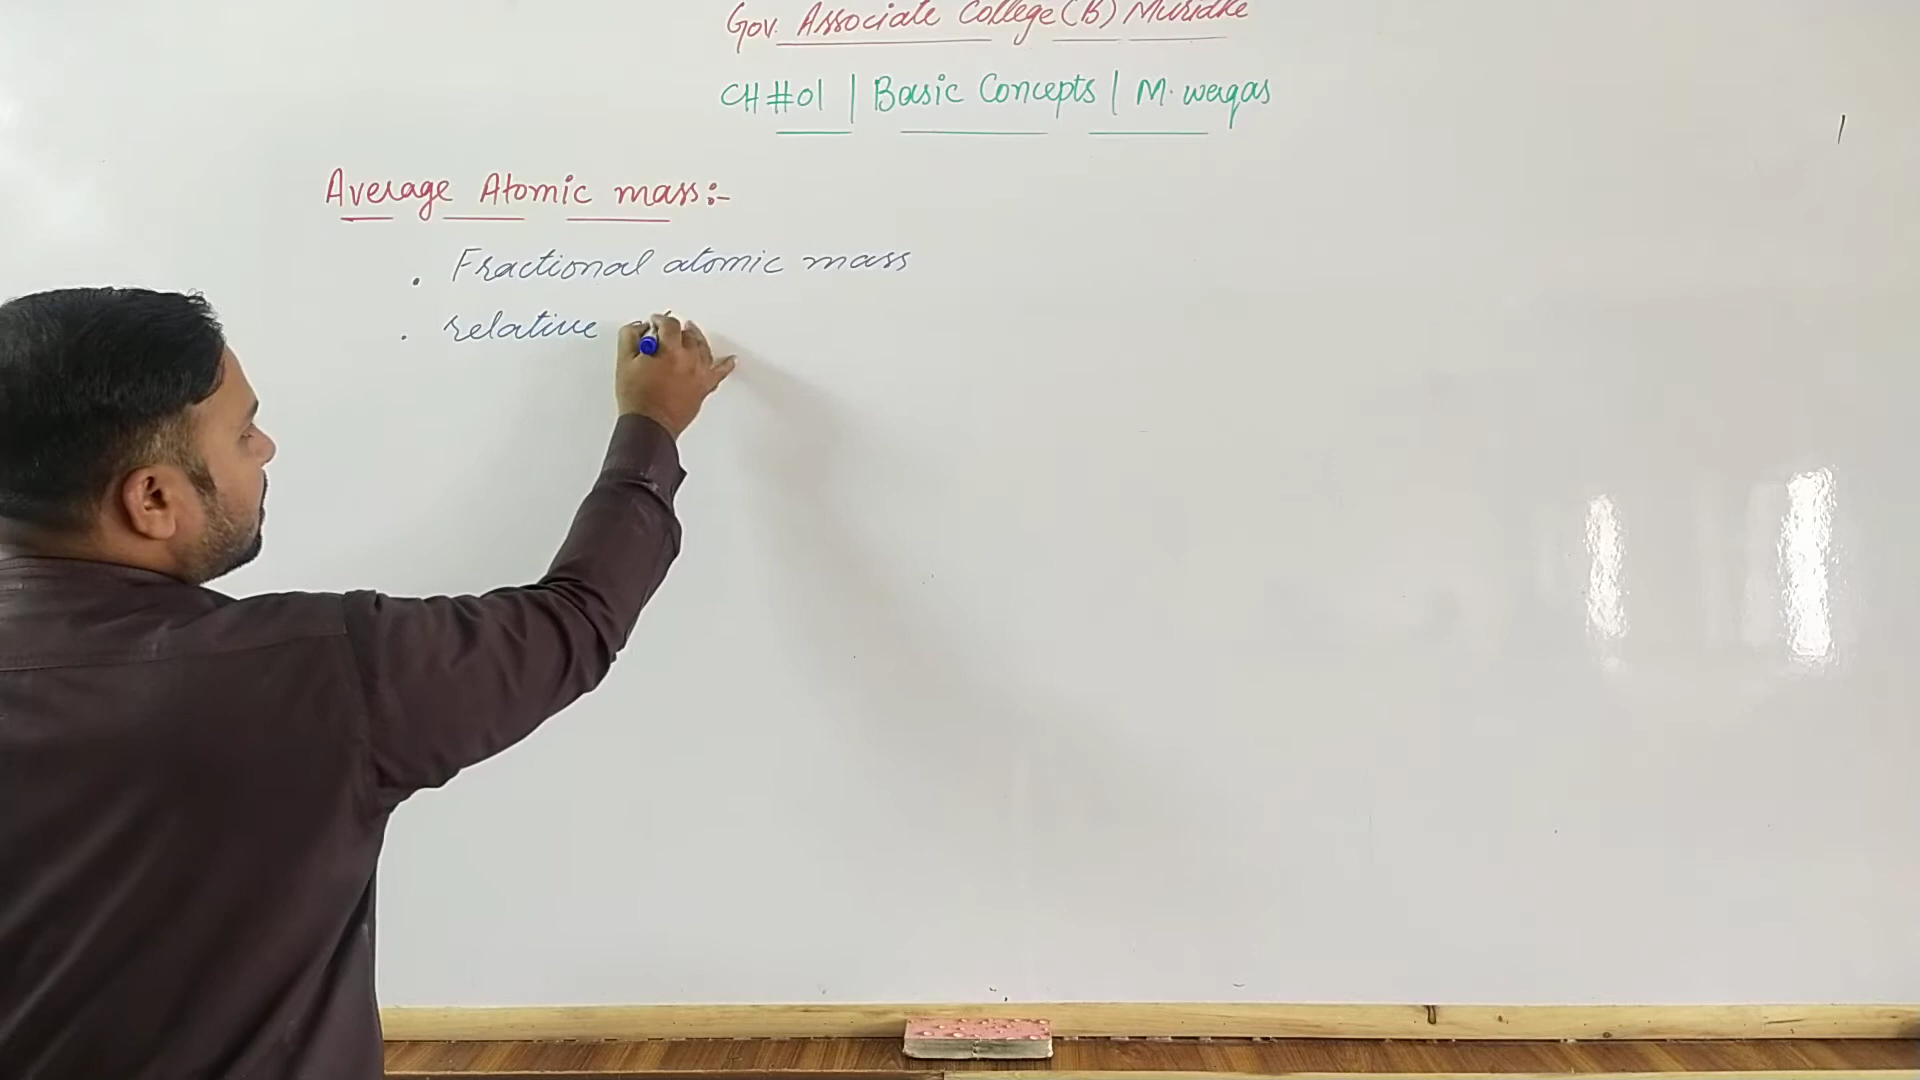 Gov. Associate College (B) Muridke
CH #01 | Basic Concepts | M. weqas
Average Atomic mass:-
. Fractional atomic mass
. relative